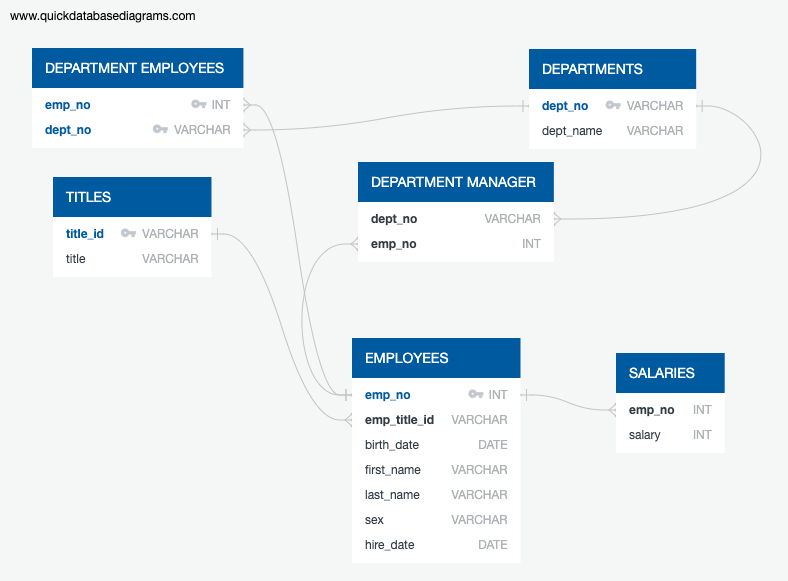 www.quickdatabasediagrams.com
DEPARTMENT EMPLOYEES
emp_no INT
dept_no VARCHAR
DEPARTMENTS
dept_no VARCHAR
dept_name VARCHAR
TITLES
title_id VARCHAR
title VARCHAR
DEPARTMENT MANAGER
dept_no VARCHAR
emp_no INT
EMPLOYEES
emp_no INT
emp_title_id VARCHAR
birth_date DATE
first_name VARCHAR
last_name VARCHAR
sex VARCHAR
hire_date DATE
SALARIES
emp_no INT
salary INT